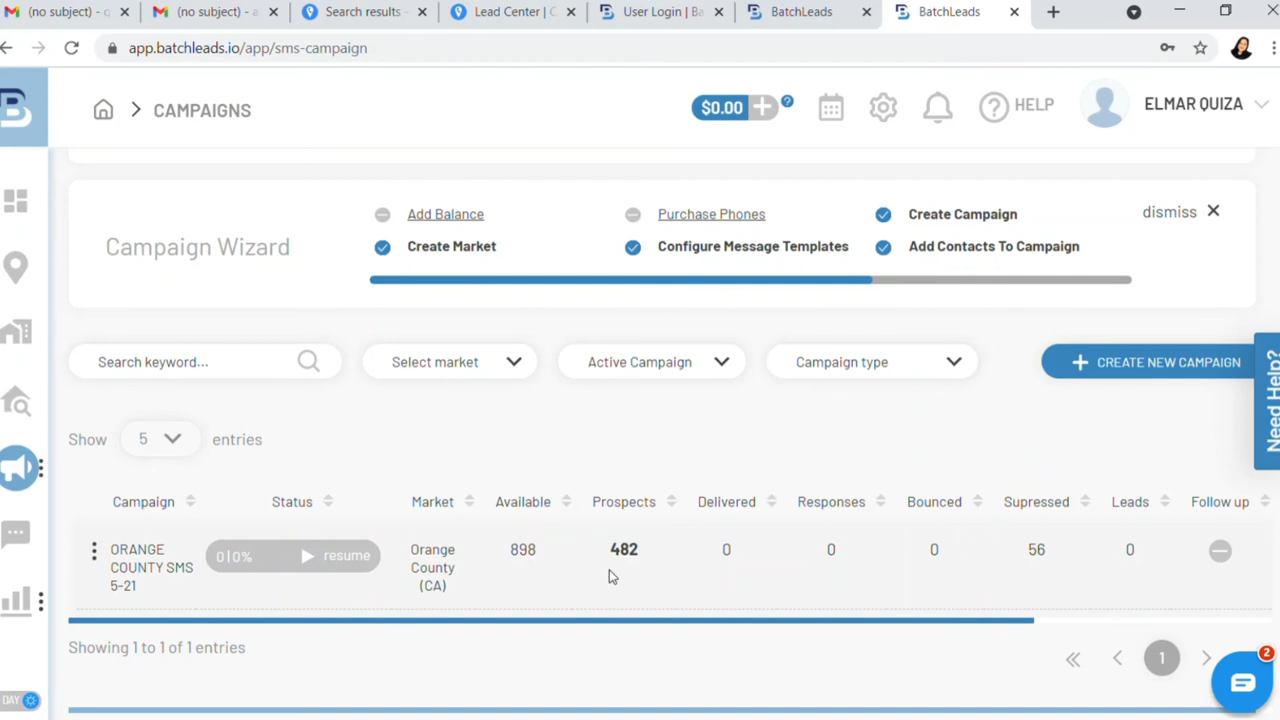 (no subject) - q
(no subject) - a
Search results -
Lead Center | C
User Login | Ba
BatchLeads
BatchLeads
app.batchleads.io/app/sms-campaign
B
CAMPAIGNS
$0.00
?
? HELP
ELMAR QUIZA
Campaign Wizard
Add Balance
Purchase Phones
Create Campaign
dismiss
Create Market
Configure Message Templates
Add Contacts To Campaign
Search keyword...
Select market
Active Campaign
Campaign type
CREATE NEW CAMPAIGN
Need Help?
Show 5 entries
Campaign Status Market Available Prospects Delivered Responses Bounced Supressed Leads Follow up
ORANGE COUNTY SMS 5-21
0|0% resume
Orange County (CA)
898 482 0 0 0 56 0
Showing 1 to 1 of 1 entries
1
2
DAY